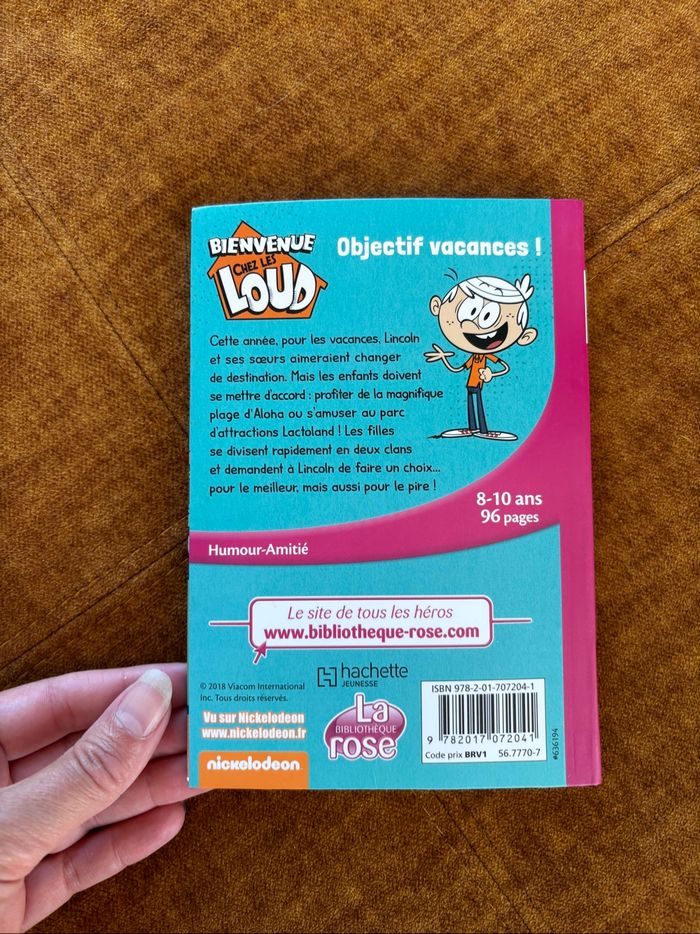 BIENVENUE
CHEZ LES
LOUD
Objectif vacances !
Cette année, pour les vacances, Lincoln
et ses sœurs aimeraient changer
de destination. Mais les enfants doivent
se mettre d'accord : profiter de la magnifique
plage d'Aloha ou s'amuser au parc
d'attractions Lactoland ! Les filles
se divisent rapidement en deux clans
et demandent à Lincoln de faire un choix...
pour le meilleur, mais aussi pour le pire !
8-10 ans
96 pages
Humour-Amitié
Le site de tous les héros
www.bibliotheque-rose.com
hachette
JEUNESSE
© 2018 Viacom International
Inc. Tous droits réservés.
Vu sur Nickelodeon
www.nickelodeon.fr
nickelodeon
La
BIBLIOTHÈQUE
rose
ISBN 978-2-01-707204-1
9 782017 072041
Code prix BRV1 56.7770-7
#636194